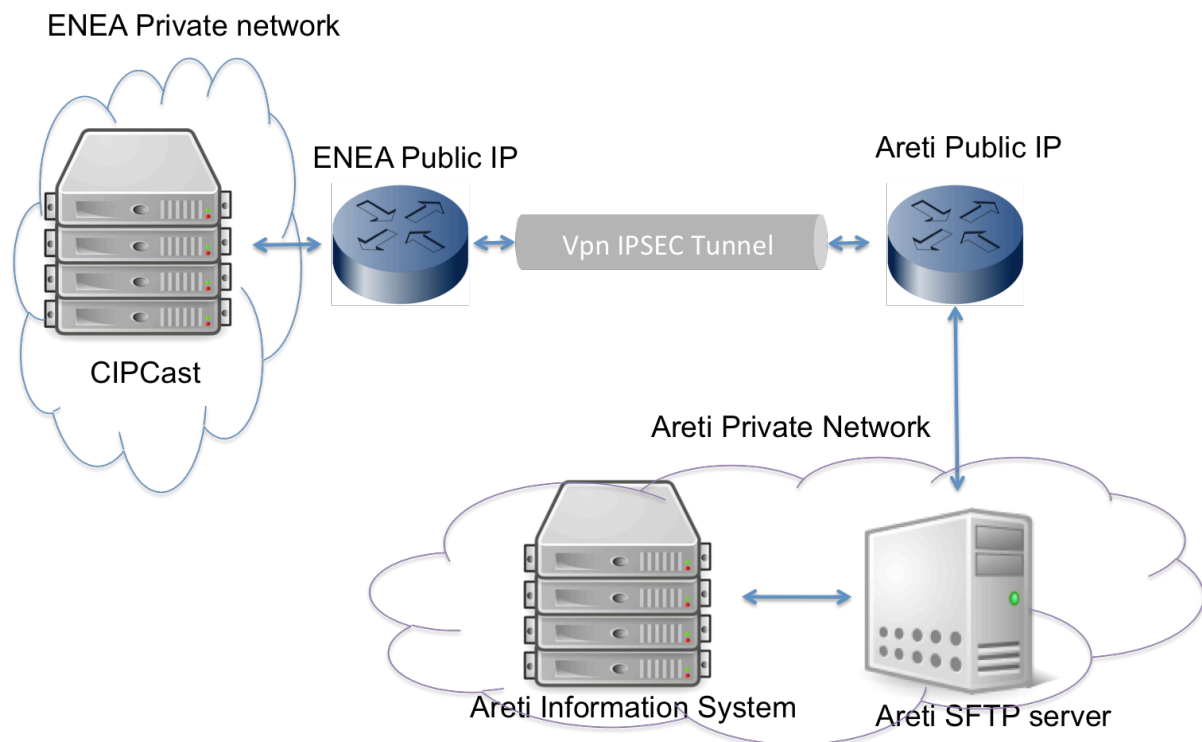 ENEA Private network
ENEA Public IP
Areti Public IP
Vpn IPSEC Tunnel
CIPCast
Areti Private Network
Areti Information System
Areti SFTP server